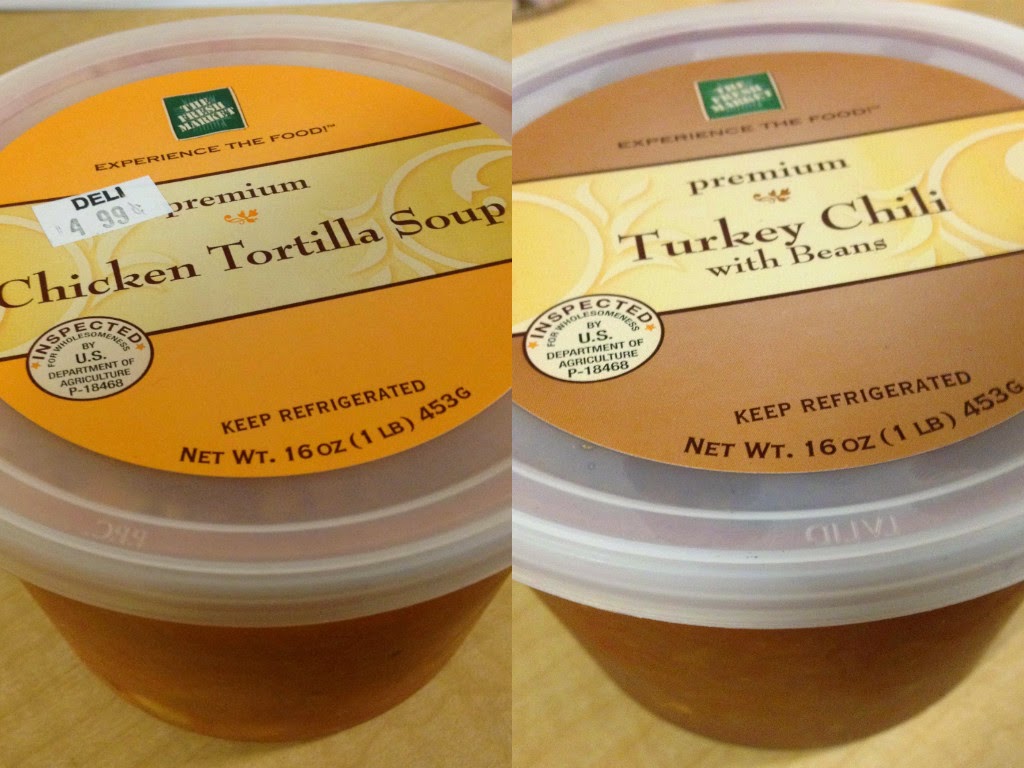 THE
FRESH
MARKET
EXPERIENCE THE FOOD!™
DELI
$4.99¢
premium
Chicken Tortilla Soup
INSPECTED
FOR WHOLESOMENESS
BY
U.S.
DEPARTMENT OF
AGRICULTURE
P-18468
KEEP REFRIGERATED
NET WT. 16 OZ (1 LB) 453G
THE
FRESH
MARKET
EXPERIENCE THE FOOD!™
premium
Turkey Chili
with Beans
INSPECTED
FOR WHOLESOMENESS
BY
U.S.
DEPARTMENT OF
AGRICULTURE
P-18468
KEEP REFRIGERATED
NET WT. 16 OZ (1 LB) 453G